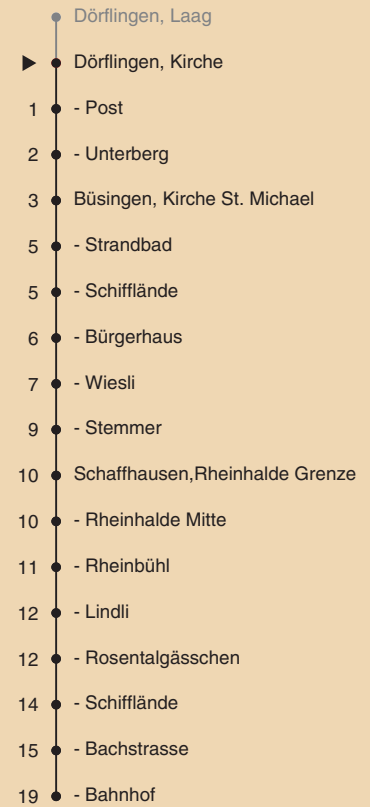 Dörflingen, Laag
Dörflingen, Kirche
1 - Post
2 - Unterberg
3 Büsingen, Kirche St. Michael
5 - Strandbad
5 - Schifflände
6 - Bürgerhaus
7 - Wiesli
9 - Stemmer
10 Schaffhausen,Rheinhalde Grenze
10 - Rheinhalde Mitte
11 - Rheinbühl
12 - Lindli
12 - Rosentalgässchen
14 - Schifflände
15 - Bachstrasse
19 - Bahnhof